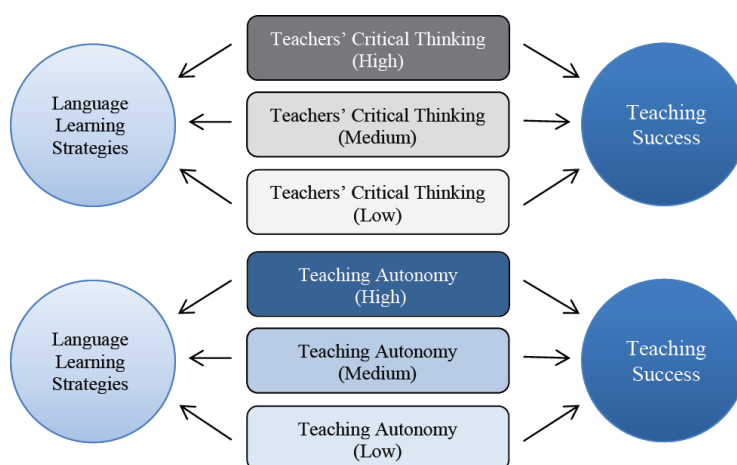 Teachers’ Critical Thinking
(High)
Language
Learning
Strategies
Teachers’ Critical Thinking
(Medium)
Teaching
Success
Teachers’ Critical Thinking
(Low)
Teaching Autonomy
(High)
Language
Learning
Strategies
Teaching Autonomy
(Medium)
Teaching
Success
Teaching Autonomy
(Low)